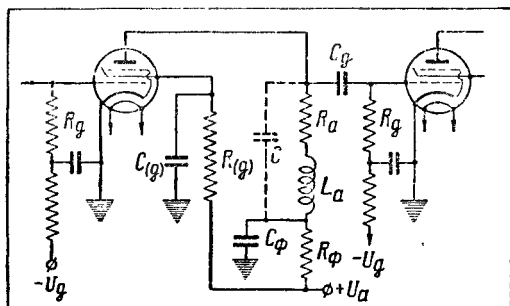 C_g
R_g
C_(g)
R_(g)
C
R_a
L_a
R_g
C_Φ
R_Φ
-U_g
-U_g
+U_a